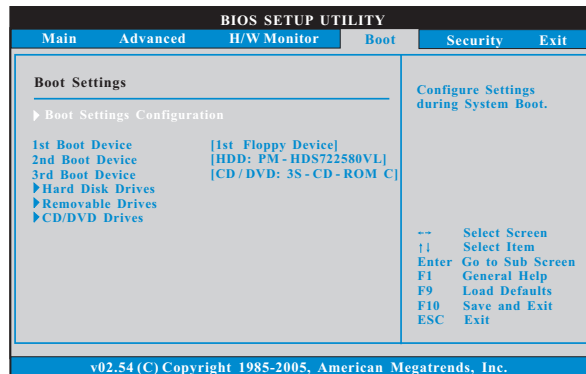 BIOS SETUP UTILITY
Main Advanced H/W Monitor Boot Security Exit
Boot Settings
Boot Settings Configuration
1st Boot Device [1st Floppy Device]
2nd Boot Device [HDD: PM-HDS722580VL]
3rd Boot Device [CD/DVD: 3S-CD-ROM C]
Hard Disk Drives
Removable Drives
CD/DVD Drives
Configure Settings
during System Boot.
←→ Select Screen
↑↓ Select Item
Enter Go to Sub Screen
F1 General Help
F9 Load Defaults
F10 Save and Exit
ESC Exit
v02.54 (C) Copyright 1985-2005, American Megatrends, Inc.